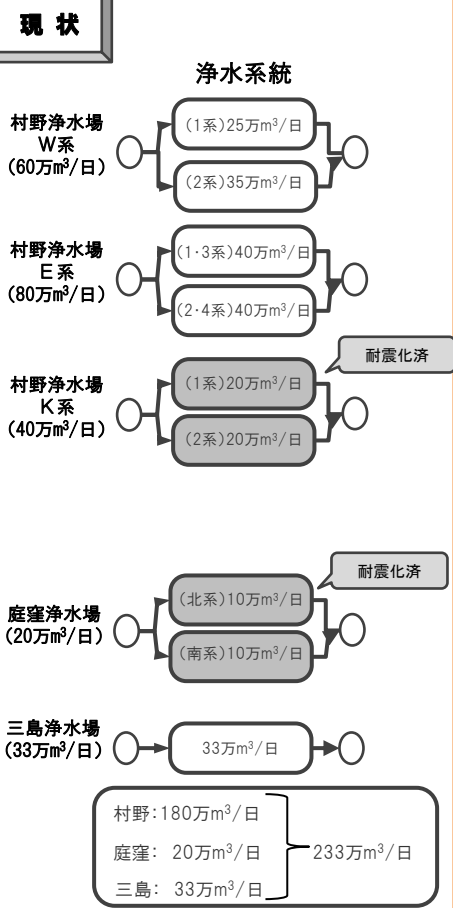 現 状
浄水系統
村野浄水場
W系
(60万m³/日)
(1系)25万m³/日
(2系)35万m³/日
村野浄水場
E系
(80万m³/日)
(1・3系)40万m³/日
(2・4系)40万m³/日
耐震化済
村野浄水場
K系
(40万m³/日)
(1系)20万m³/日
(2系)20万m³/日
耐震化済
庭窪浄水場
(20万m³/日)
(北系)10万m³/日
(南系)10万m³/日
三島浄水場
(33万m³/日)
33万m³/日
村野:180万m³/日
庭窪: 20万m³/日
三島: 33万m³/日
233万m³/日